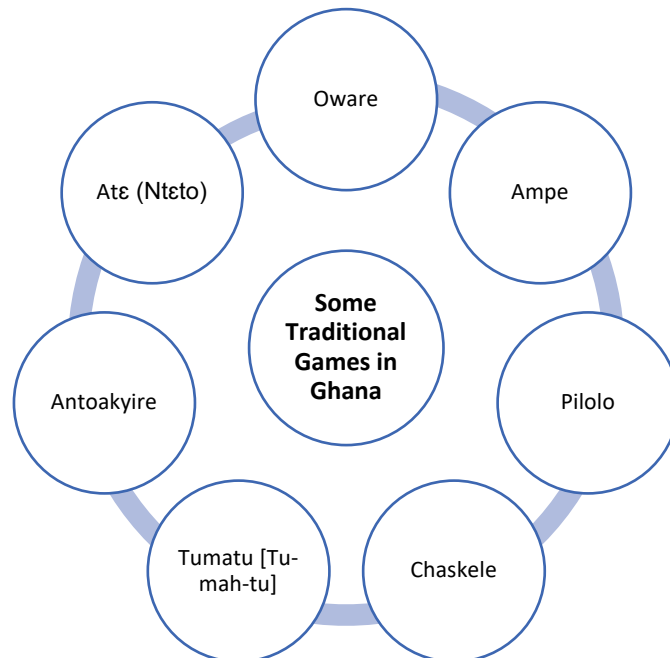 Oware
Ampe
Pilolo
Chaskele
Tumatu [Tu-
mah-tu]
Antoakyire
Atɛ (Ntɛto)
Some
Traditional
Games in
Ghana